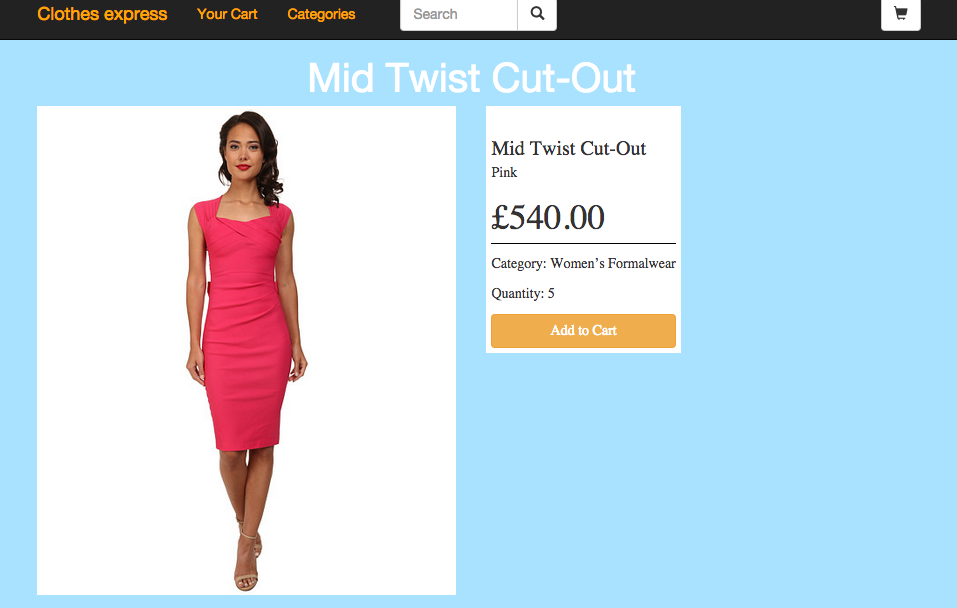 Clothes express Your Cart Categories Search
Mid Twist Cut-Out
Mid Twist Cut-Out
Pink
£540.00
Category: Women’s Formalwear
Quantity: 5
Add to Cart